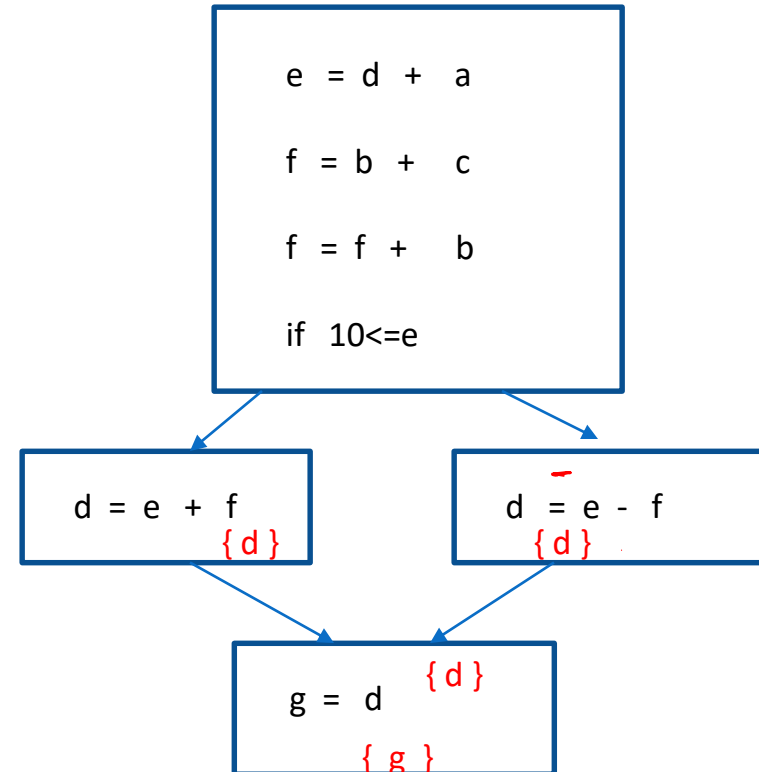 e = d + a
f = b + c
f = f + b
if 10<=e
d = e + f
{ d }
d = e - f
{ d }
{ d }
g = d
{ g }